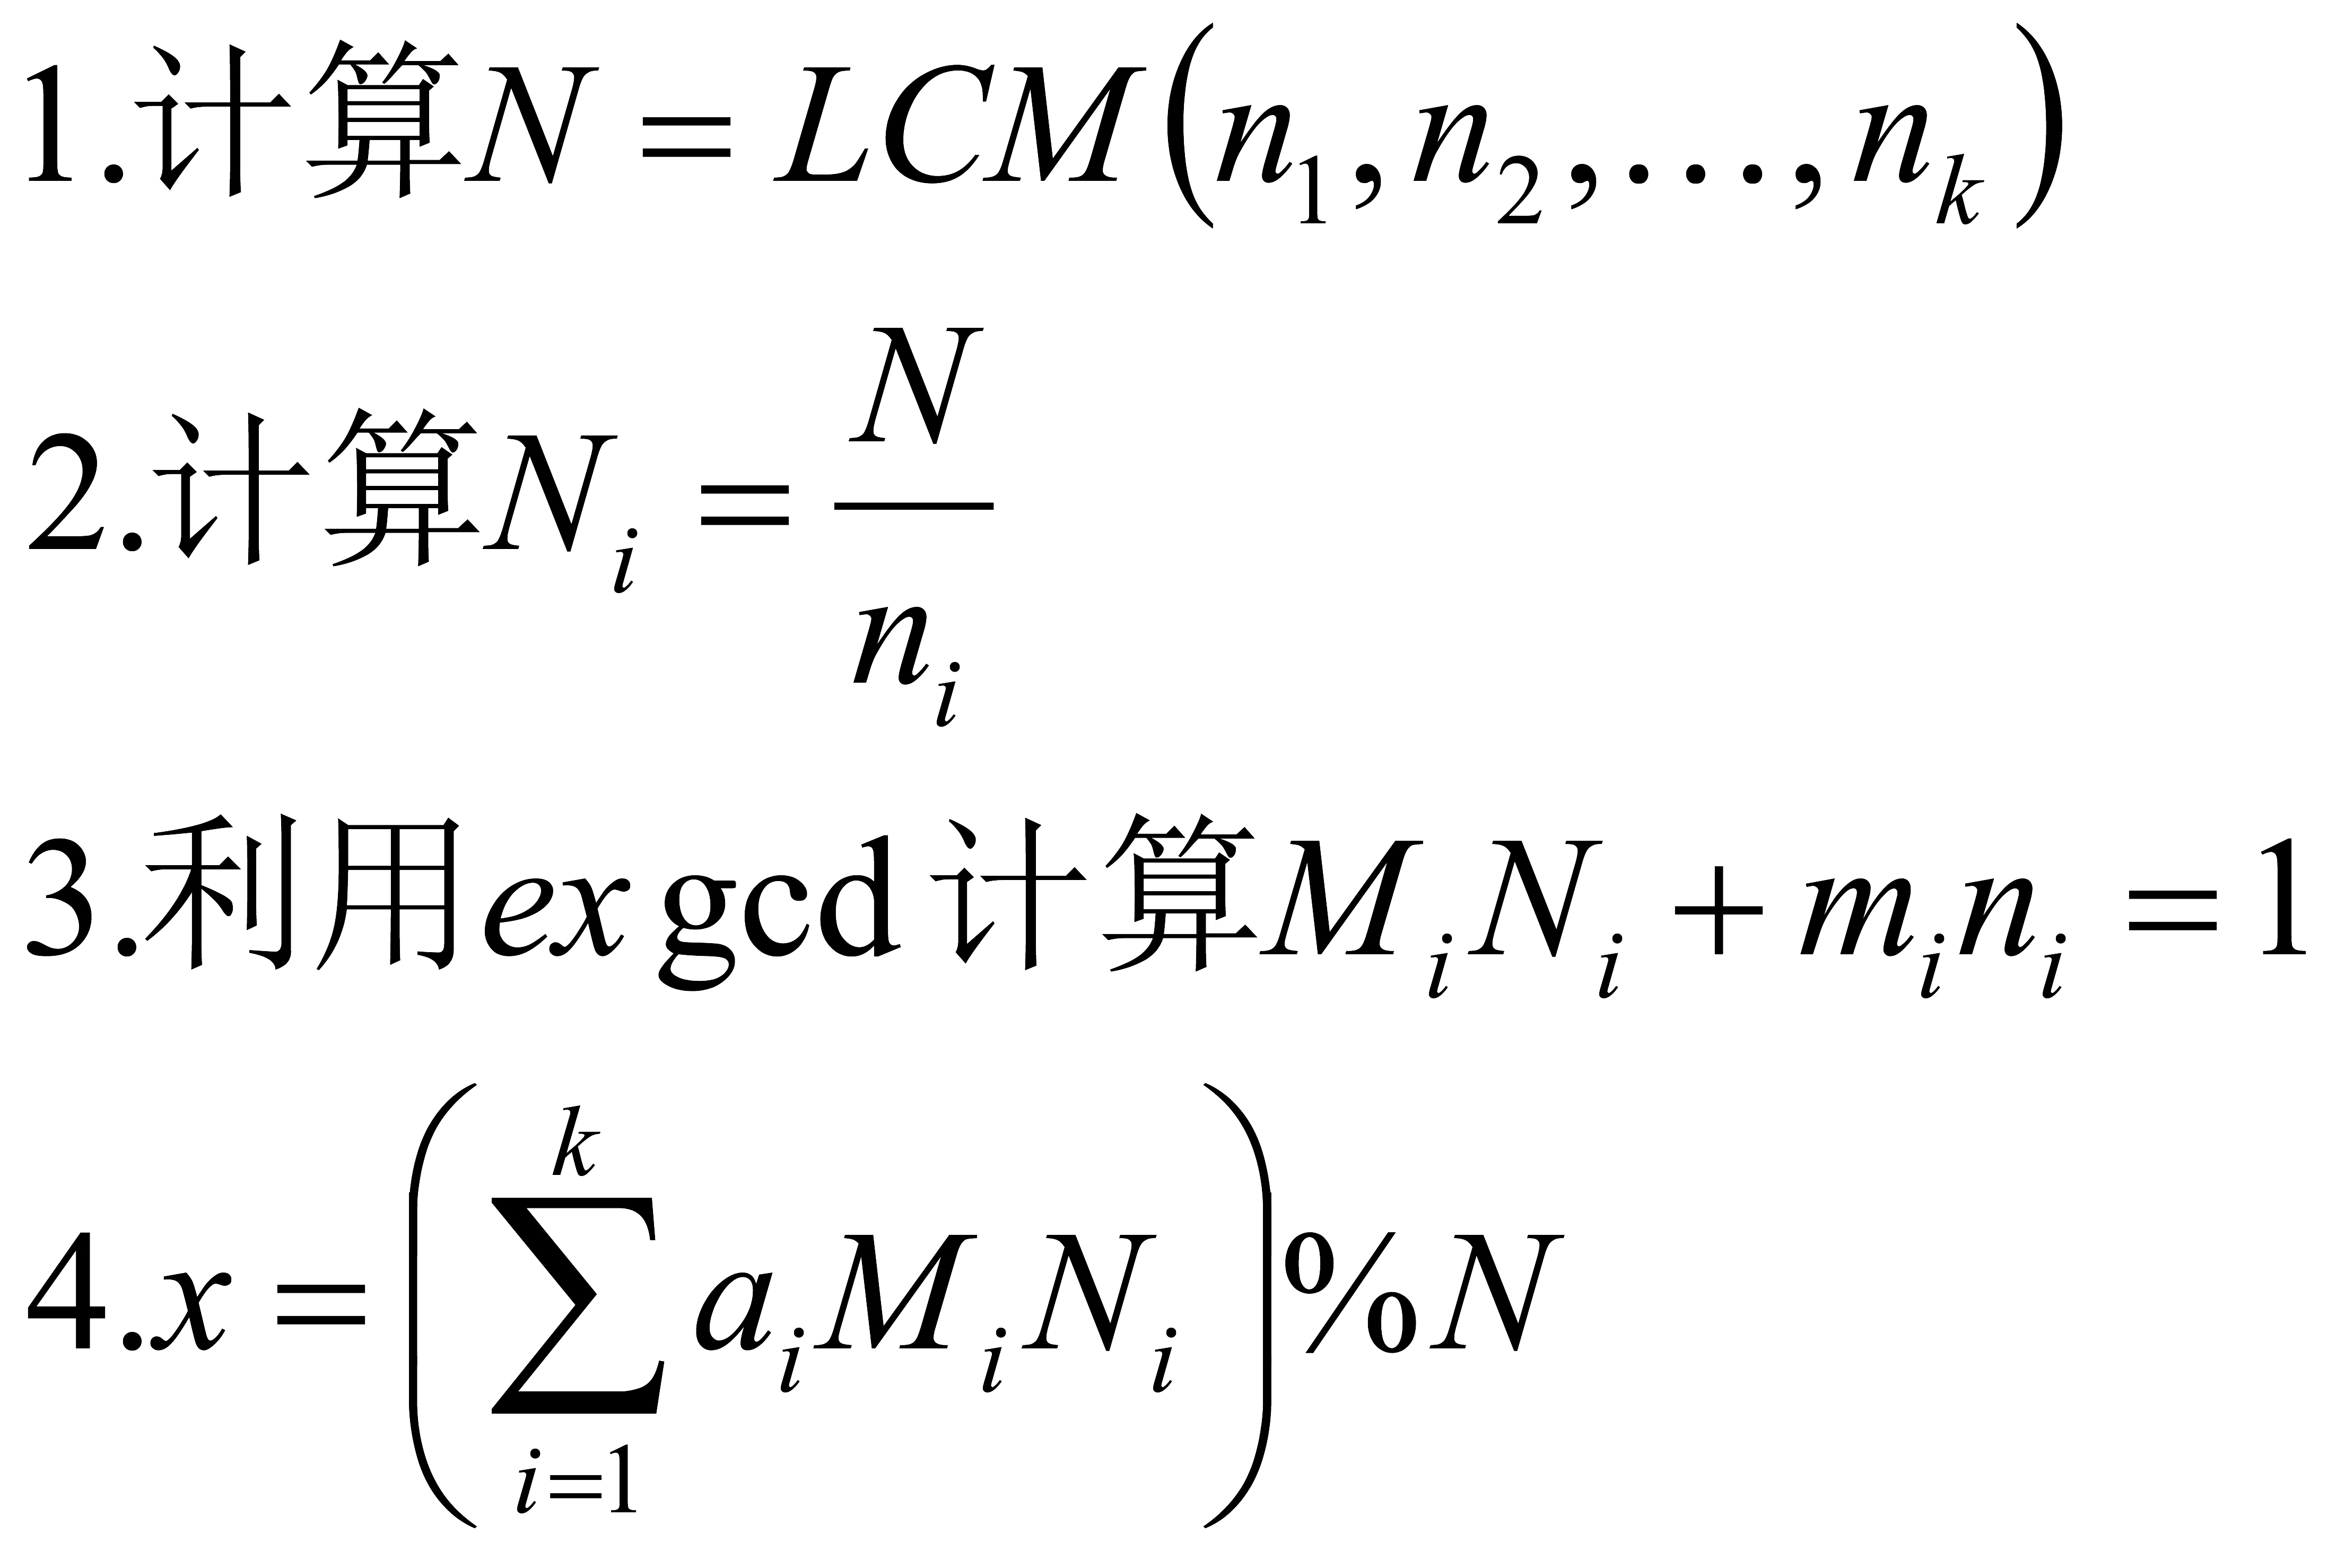 1.计算N = LCM(n₁, n₂, ..., nₖ)
2.计算Nᵢ = N/nᵢ
3.利用exgcd计算MᵢNᵢ + mᵢnᵢ = 1
4.x = (∑ᵢ₌₁ᵏ aᵢMᵢNᵢ)%N